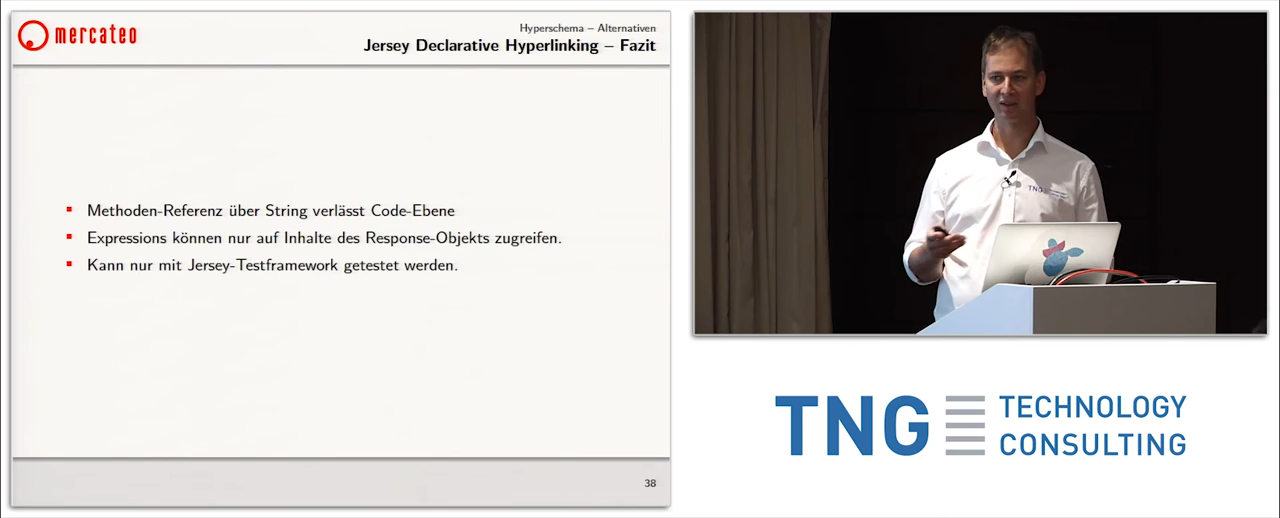 mercateo
Hyperschema – Alternativen
Jersey Declarative Hyperlinking – Fazit
Methoden-Referenz über String verlässt Code-Ebene
Expressions können nur auf Inhalte des Response-Objekts zugreifen.
Kann nur mit Jersey-Testframework getestet werden.
38
TNG
TNG TECHNOLOGY
CONSULTING